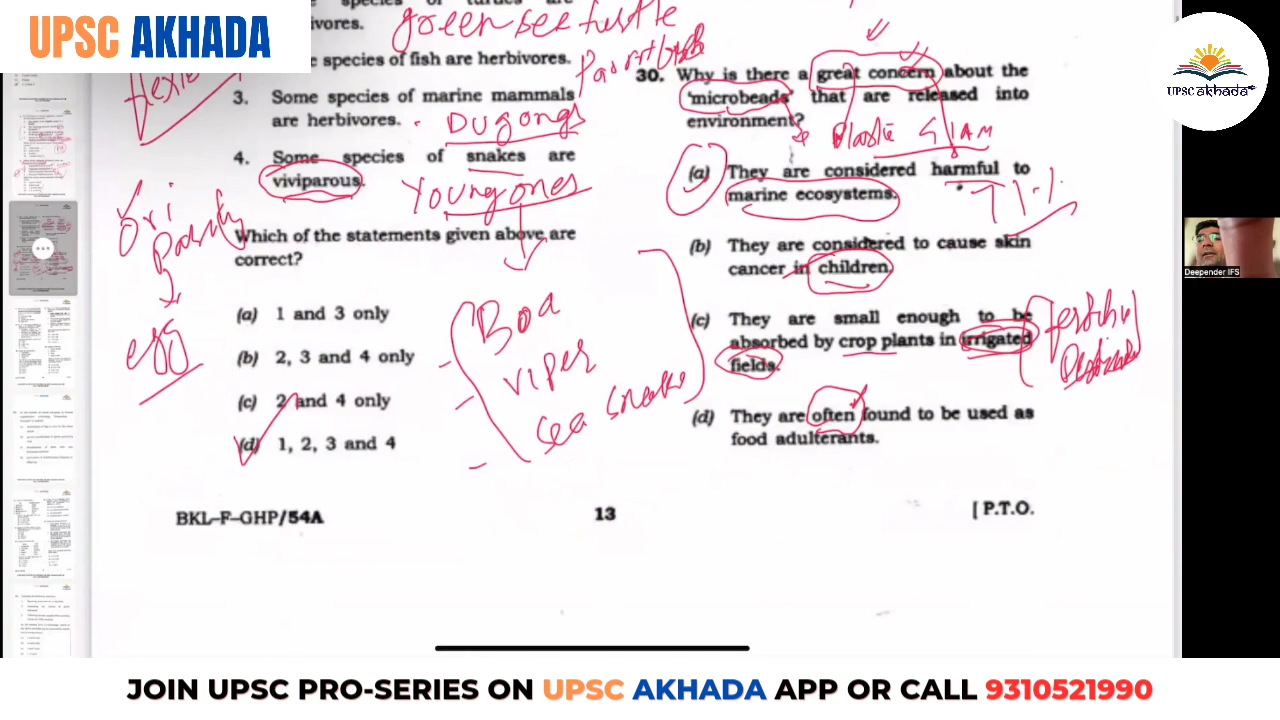 UPSC AKHADA
species of turtles are
ivores.
green see turtle
e species of fish are herbivores.
3. Some species of marine mammals
are herbivores.
Dugongs
4. Some species of snakes are
viviparous.
Young ones
Which of the statements given above are
correct?
(a) 1 and 3 only
(b) 2, 3 and 4 only
(c) 2 and 4 only
(d) 1, 2, 3 and 4
egg
Boa
viper
sea snake
BKL-F-GHP/54A
13
[ P.T.O.
30. Why is there a great concern about the
'microbeads' that are released into
environment?
Plastic
(a) They are considered harmful to
marine ecosystems.
(b) They are considered to cause skin
cancer in children.
(c) They are small enough to be
absorbed by crop plants in irrigated
fields.
(d) They are often found to be used as
food adulterants.
UPSC akhada
Deepender IFS
JOIN UPSC PRO-SERIES ON UPSC AKHADA APP OR CALL 9310521990